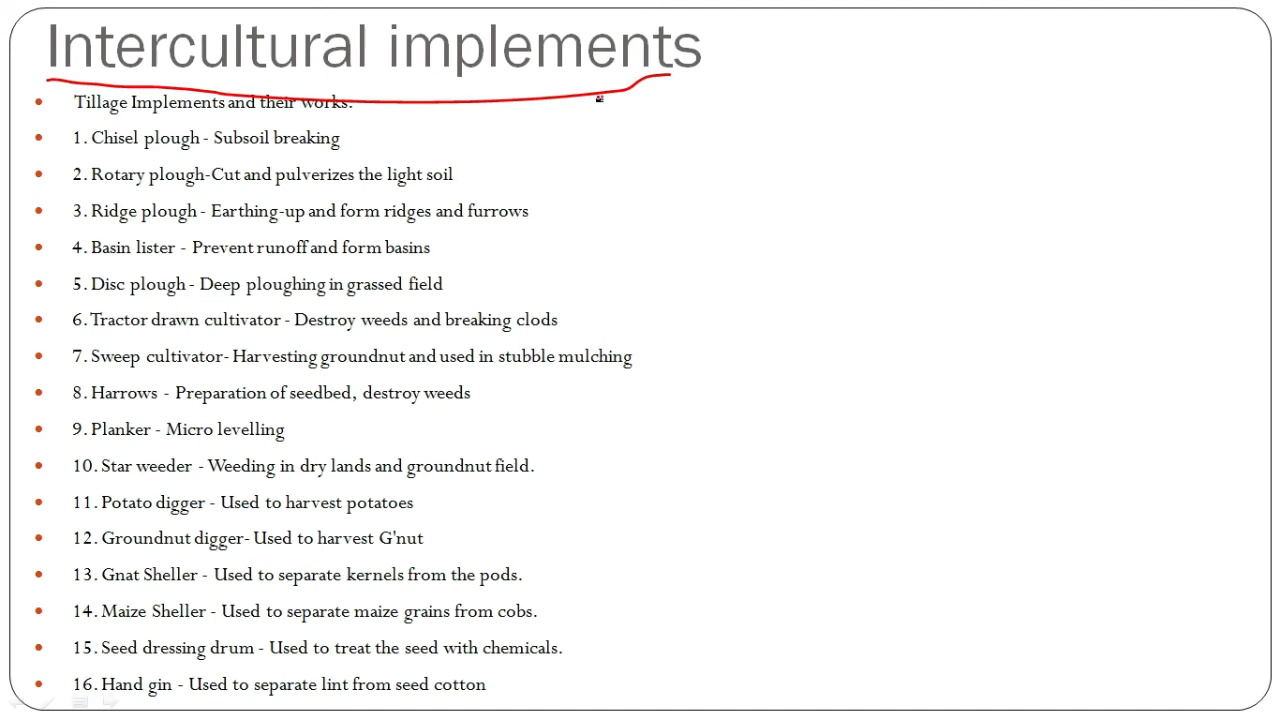 Intercultural implements
Tillage Implements and their works.
1. Chisel plough - Subsoil breaking
2. Rotary plough-Cut and pulverizes the light soil
3. Ridge plough - Earthing-up and form ridges and furrows
4. Basin lister - Prevent runoff and form basins
5. Disc plough - Deep ploughing in grassed field
6. Tractor drawn cultivator - Destroy weeds and breaking clods
7. Sweep cultivator- Harvesting groundnut and used in stubble mulching
8. Harrows - Preparation of seedbed, destroy weeds
9. Planker - Micro levelling
10. Star weeder - Weeding in dry lands and groundnut field.
11. Potato digger - Used to harvest potatoes
12. Groundnut digger- Used to harvest G'nut
13. Gnat Sheller - Used to separate kernels from the pods.
14. Maize Sheller - Used to separate maize grains from cobs.
15. Seed dressing drum - Used to treat the seed with chemicals.
16. Hand gin - Used to separate lint from seed cotton